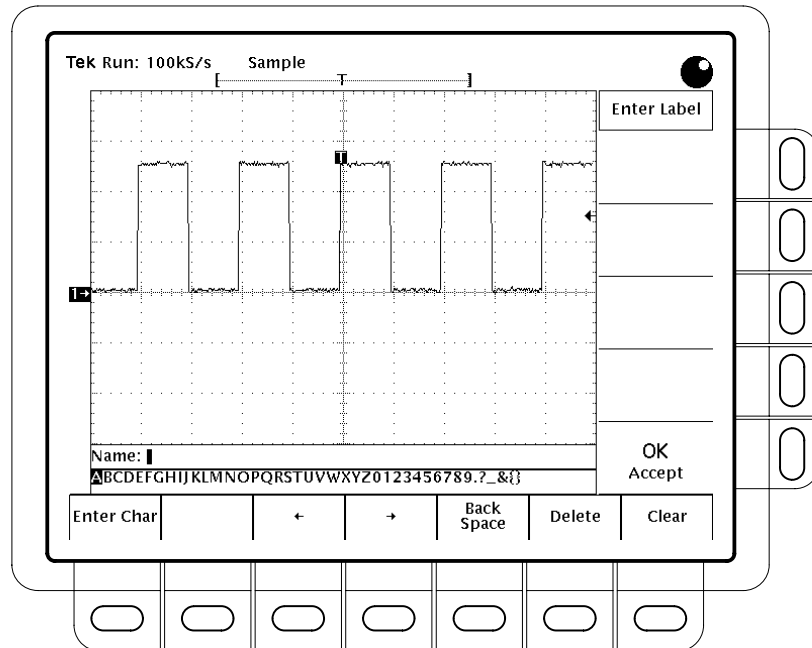 Tek Run: 100kS/s Sample
T
Enter Label
T
1→
Name:
ABCDEFGHIJKLMNOPQRSTUVWXYZ0123456789.?_&{}
OK
Accept
Enter Char
←
→
Back
Space
Delete
Clear